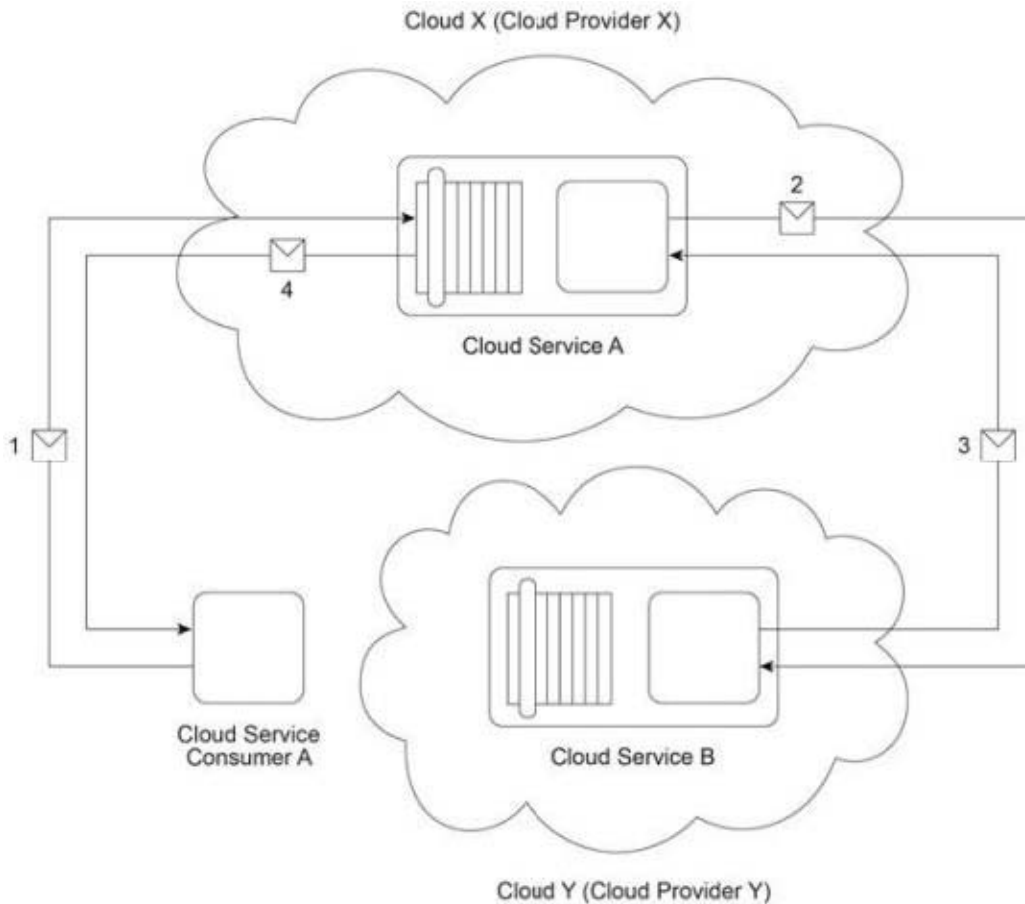 Cloud X (Cloud Provider X)
2
4
Cloud Service A
1
3
Cloud Service
Consumer A
Cloud Service B
Cloud Y (Cloud Provider Y)